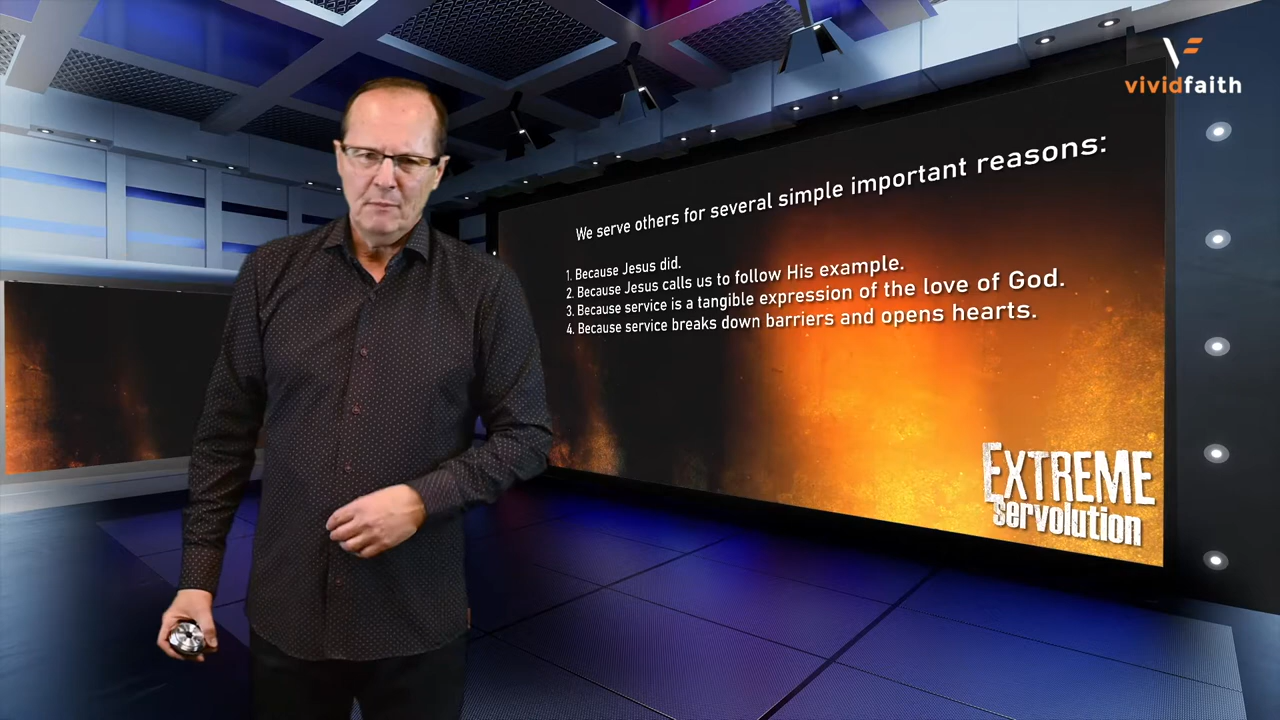 vividfaith
We serve others for several simple important reasons:
1. Because Jesus did.
2. Because Jesus calls us to follow His example.
3. Because service is a tangible expression of the love of God.
4. Because service breaks down barriers and opens hearts.
EXTREME
servolution